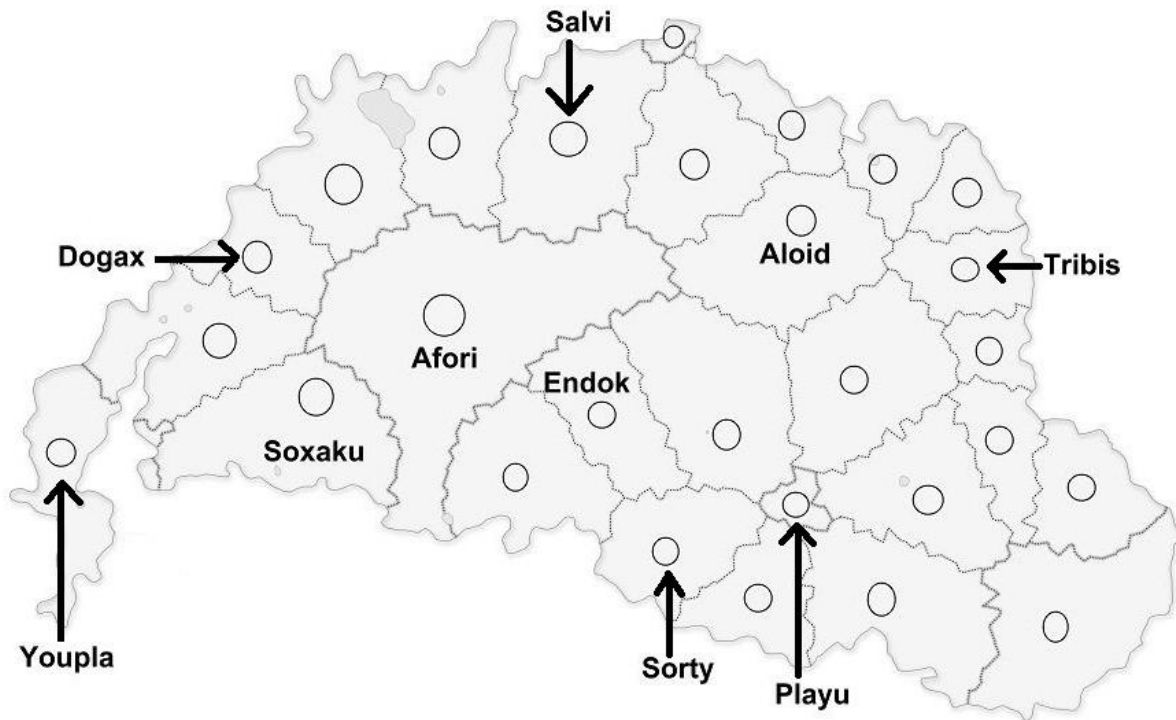 Salvi
Dogax
Aloid
Tribis
Afori
Endok
Soxaku
Youpla
Sorty
Playu